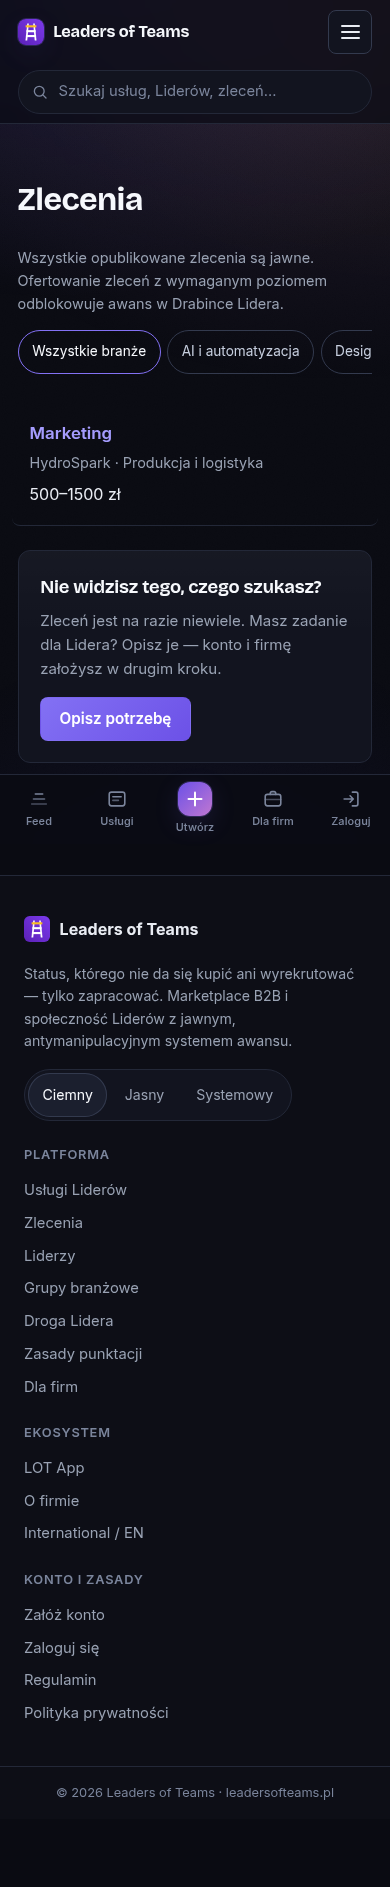 Leaders of Teams
Szukaj usług, Liderów, zleceń…
Zlecenia
Wszystkie opublikowane zlecenia są jawne.
Ofertowanie zleceń z wymaganym poziomem
odblokowuje awans w Drabince Lidera.
Wszystkie branże
AI i automatyzacja
Desig
Marketing
HydroSpark · Produkcja i logistyka
500–1500 zł
Nie widzisz tego, czego szukasz?
Zleceń jest na razie niewiele. Masz zadanie
dla Lidera? Opisz je — konto i firmę
założysz w drugim kroku.
Opisz potrzebę
Feed
Usługi
Utwórz
Dla firm
Zaloguj
Leaders of Teams
Status, którego nie da się kupić ani wyrekrutować
— tylko zapracować. Marketplace B2B i
społeczność Liderów z jawnym,
antymanipulacyjnym systemem awansu.
Ciemny
Jasny
Systemowy
PLATFORMA
Usługi Liderów
Zlecenia
Liderzy
Grupy branżowe
Droga Lidera
Zasady punktacji
Dla firm
EKOSYSTEM
LOT App
O firmie
International / EN
KONTO I ZASADY
Załóż konto
Zaloguj się
Regulamin
Polityka prywatności
© 2026 Leaders of Teams · leadersofteams.pl